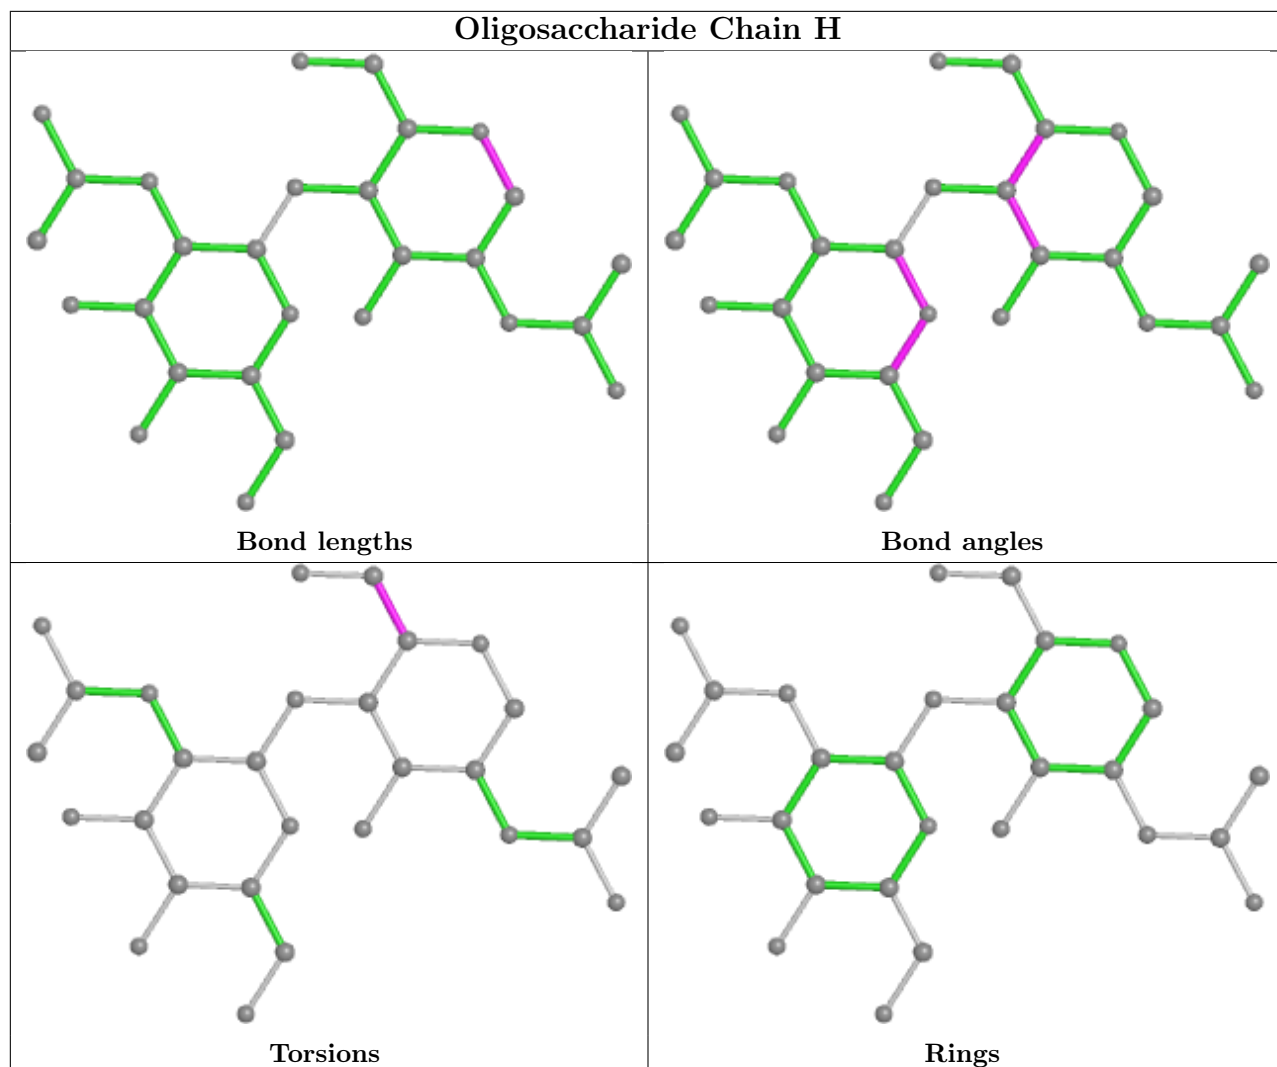 Oligosaccharide Chain H
Bond lengths
Bond angles
Torsions
Rings